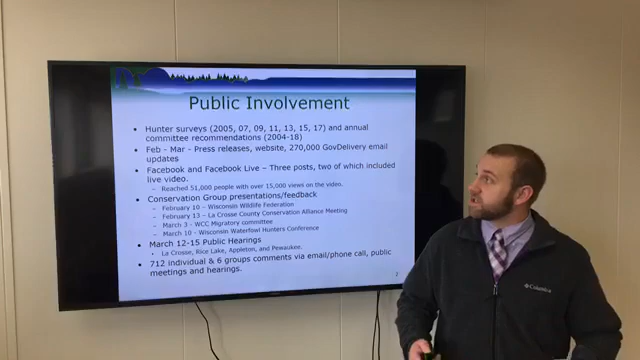 Public Involvement
• Hunter surveys (2005, 07, 09, 11, 13, 15, 17) and annual
committee recommendations (2004-18)
• Feb - Mar - Press releases, website, 270,000 GovDelivery email
updates
• Facebook and Facebook Live – Three posts, two of which included
live video.
– Reached 51,000 people with over 15,000 views on the video.
• Conservation Group presentations/feedback
– February 10 – Wisconsin Wildlife Federation
– February 13 – La Crosse County Conservation Alliance Meeting
– March 3 - WCC Migratory committee
– March 10 - Wisconsin Waterfowl Hunters Conference
• March 12-15 Public Hearings
• La Crosse, Rice Lake, Appleton, and Pewaukee.
• 712 individual & 6 groups comments via email/phone call, public
meetings and hearings.
2
Columbia